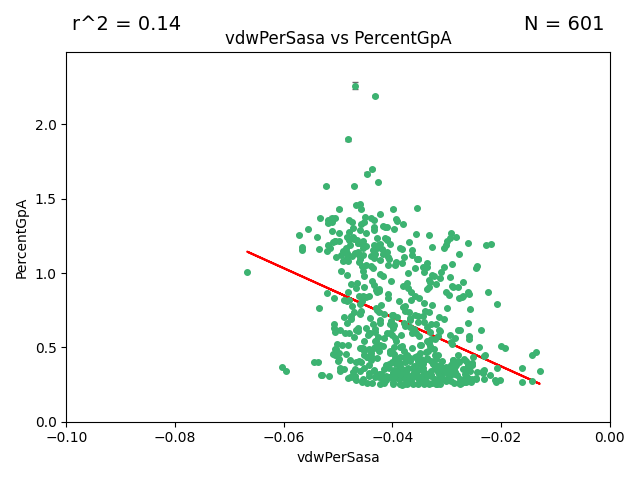 r^2 = 0.14
N = 601
vdwPerSasa vs PercentGpA
PercentGpA
2.0
1.5
1.0
0.5
0.0
−0.10
−0.08
−0.06
−0.04
−0.02
0.00
vdwPerSasa